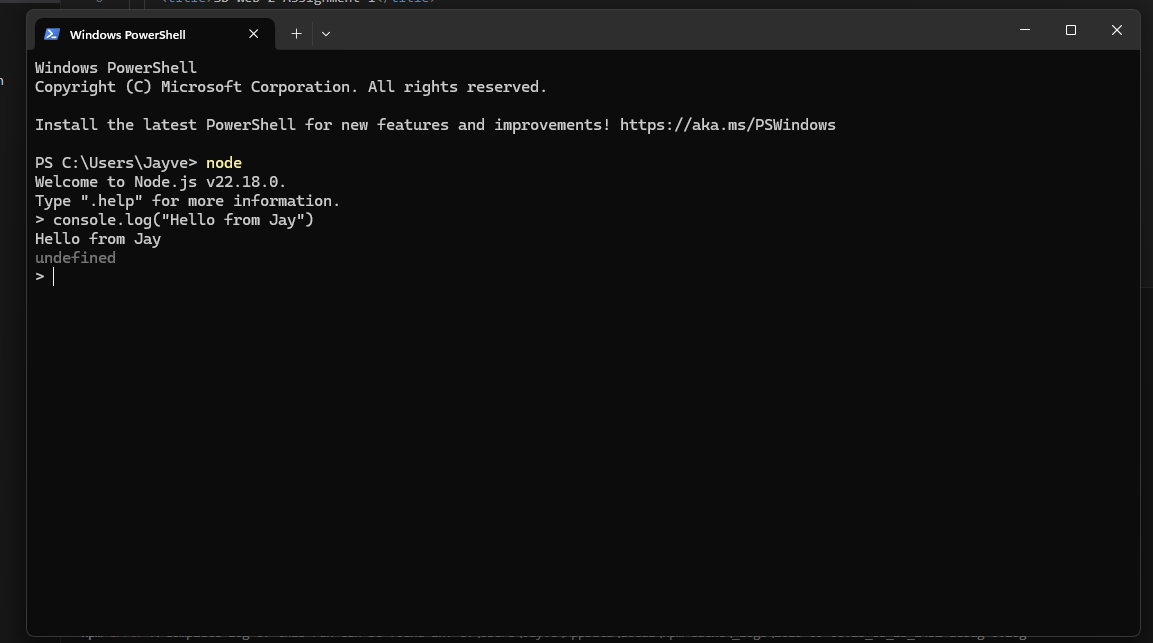 Windows PowerShell
Windows PowerShell
Copyright (C) Microsoft Corporation. All rights reserved.
Install the latest PowerShell for new features and improvements! https://aka.ms/PSWindows
PS C:\Users\Jayve> node
Welcome to Node.js v22.18.0.
Type ".help" for more information.
> console.log("Hello from Jay")
Hello from Jay
undefined
>